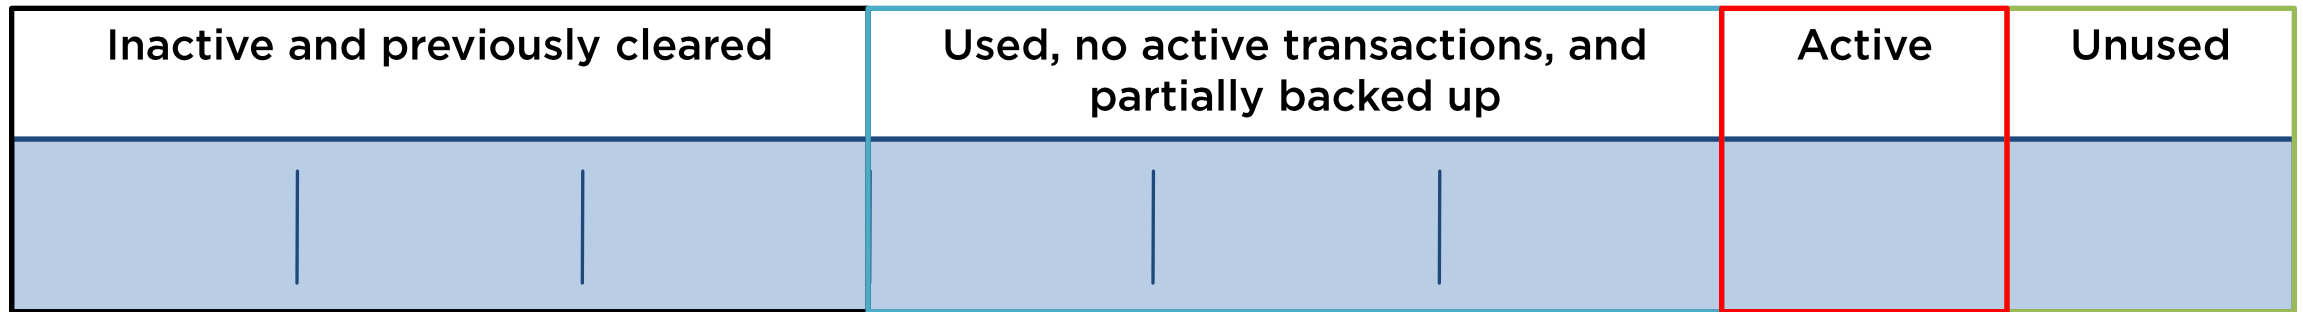 Inactive and previously cleared
Used, no active transactions, and
partially backed up
Active
Unused